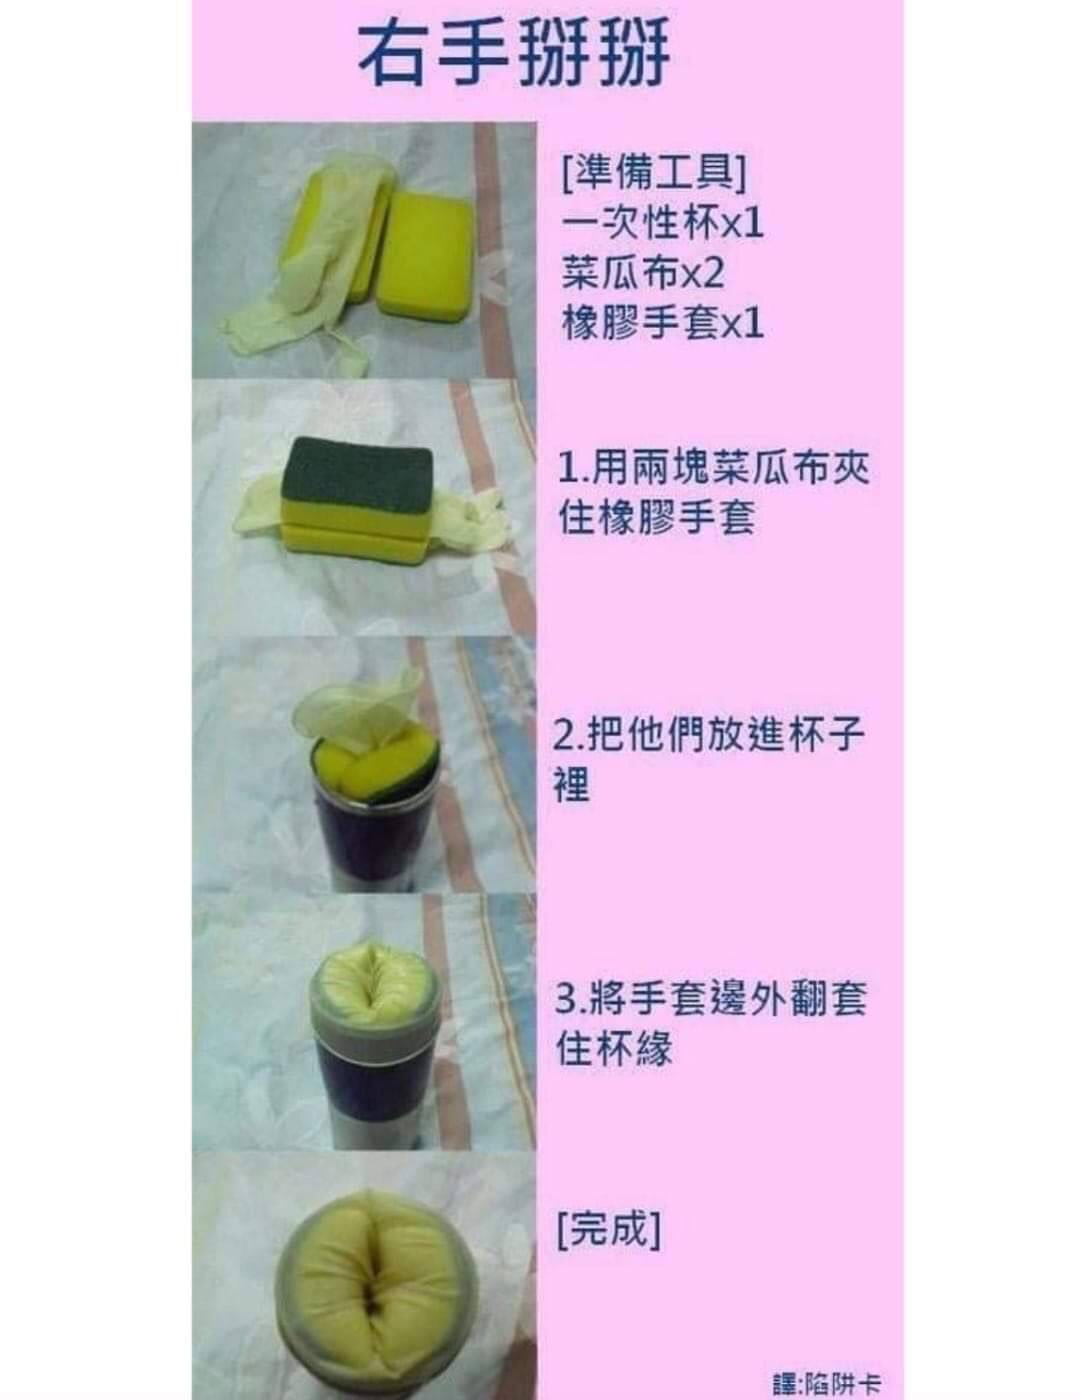 右手掰掰
[準備工具]
一次性杯x1
菜瓜布x2
橡膠手套x1
1.用兩塊菜瓜布夾
住橡膠手套
2.把他們放進杯子
裡
3.將手套邊外翻套
住杯緣
[完成]
譯:陷阱卡